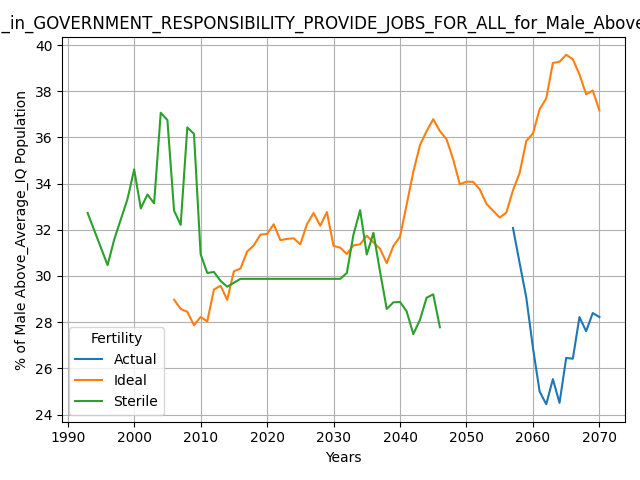 _in_GOVERNMENT_RESPONSIBILITY_PROVIDE_JOBS_FOR_ALL_for_Male_Above
40
38
36
34
32
30
28
26
24
% of Male Above_Average_IQ Population
Fertility
Actual
Ideal
Sterile
1990 2000 2010 2020 2030 2040 2050 2060 2070
Years